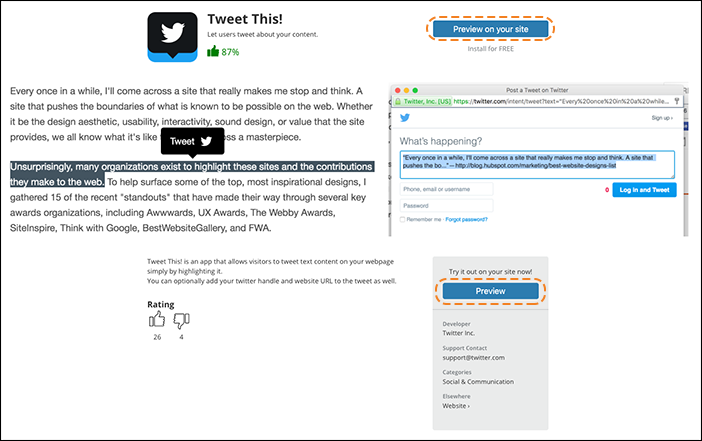 Tweet This!
Let users tweet about your content.
87%
Preview on your site
Install for FREE
Every once in a while, I'll come across a site that really makes me stop and think. A
site that pushes the boundaries of what is known to be possible on the web. Whether
it be the design aesthetic, usability, interactivity, sound design, or value that the site
provides, we all know what it's like ss a masterpiece.
Tweet
Unsurprisingly, many organizations exist to highlight these sites and the contributions
they make to the web. To help surface some of the top, most inspirational designs, I
gathered 15 of the recent "standouts" that have made their way through several key
awards organizations, including Awwwards, UX Awards, The Webby Awards,
SiteInspire, Think with Google, BestWebsiteGallery, and FWA.
Post a Tweet on Twitter
Twitter, Inc. [US] https://twitter.com/intent/tweet?text="Every%20once%20in%20a%20while...
Sign up ›
What's happening?
"Every once in a while, I'll come across a site that really makes me stop and think. A site that
pushes the bo..." -- http://blog.hubspot.com/marketing/best-website-designs-list
Phone, email or username
0
Log in and Tweet
Password
Remember me · Forgot password?
Tweet This! is an app that allows visitors to tweet text content on your webpage
simply by highlighting it.
You can optionally add your twitter handle and website URL to the tweet as well.
Rating
26 4
Try it out on your site now!
Preview
Developer
Twitter Inc.
Support Contact
support@twitter.com
Categories
Social & Communication
Elsewhere
Website ›